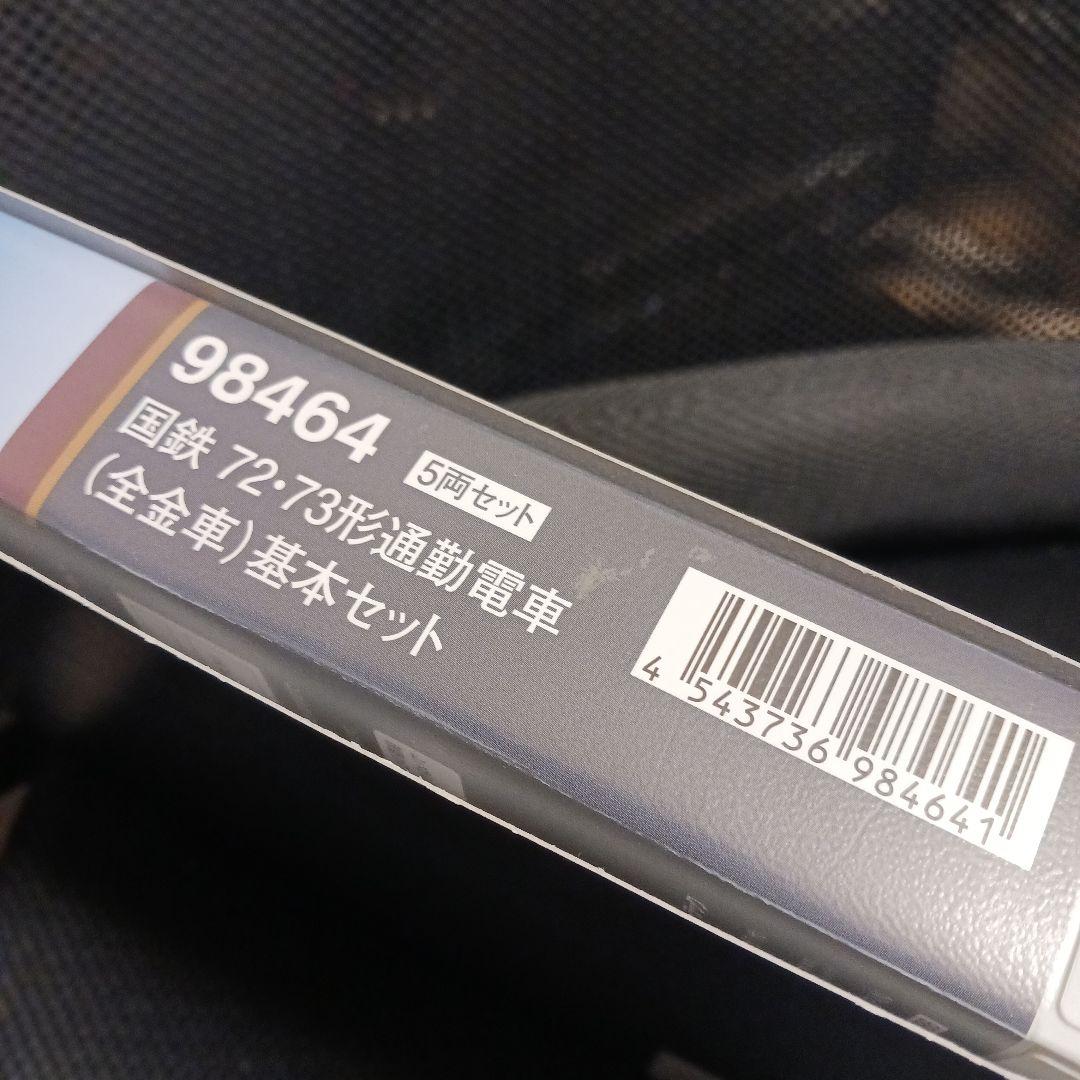 98464
5両セット
国鉄 72・73形通勤電車
(全金車)基本セット
4 543736 984641